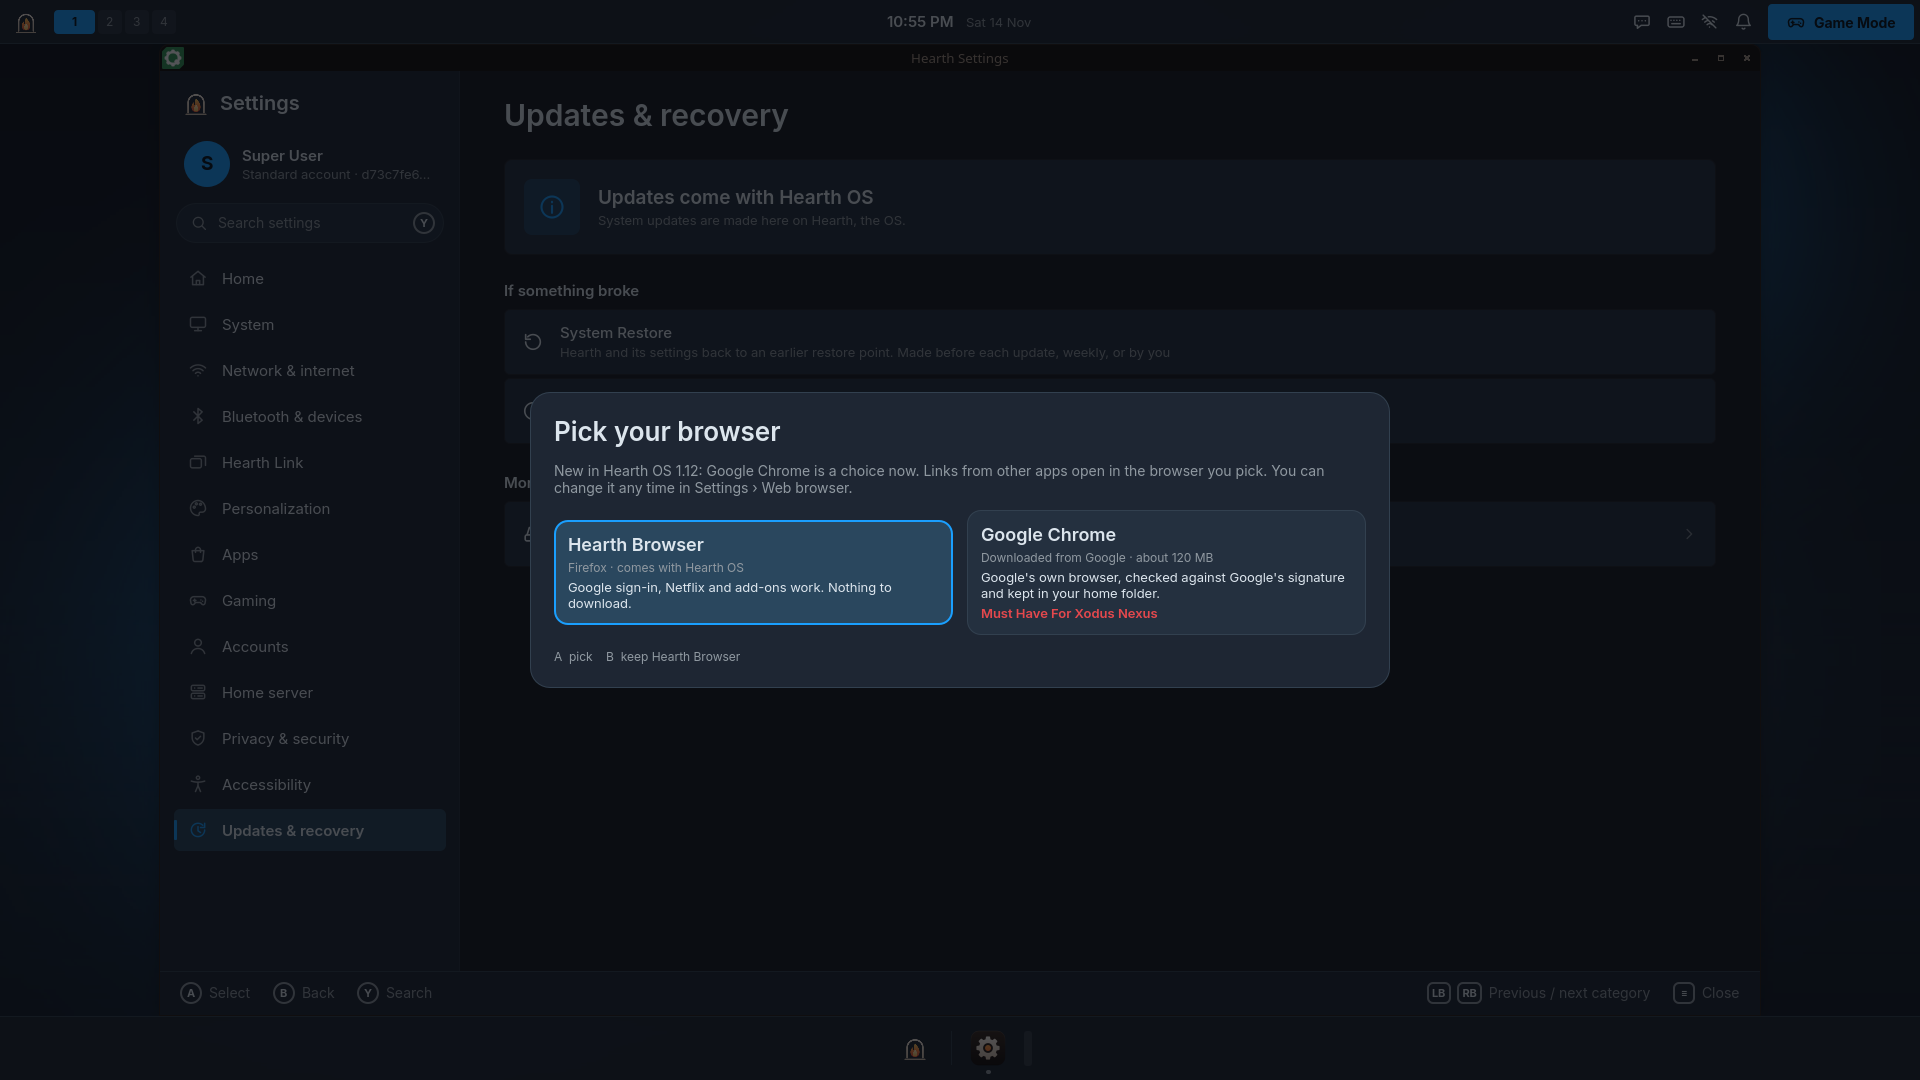 1 2 3 4
10:55 PM Sat 14 Nov
Game Mode
Hearth Settings
Settings
S
Super User
Standard account · d73c7fe6...
Search settings
Y
Home
System
Network & internet
Bluetooth & devices
Hearth Link
Personalization
Apps
Gaming
Accounts
Home server
Privacy & security
Accessibility
Updates & recovery
Updates & recovery
Updates come with Hearth OS
System updates are made here on Hearth, the OS.
If something broke
System Restore
Hearth and its settings back to an earlier restore point. Made before each update, weekly, or by you
Pick your browser
New in Hearth OS 1.12: Google Chrome is a choice now. Links from other apps open in the browser you pick. You can
change it any time in Settings › Web browser.
Hearth Browser
Firefox · comes with Hearth OS
Google sign-in, Netflix and add-ons work. Nothing to
download.
Google Chrome
Downloaded from Google · about 120 MB
Google's own browser, checked against Google's signature
and kept in your home folder.
Must Have For Xodus Nexus
A pick B keep Hearth Browser
A Select B Back Y Search
LB RB Previous / next category ≡ Close